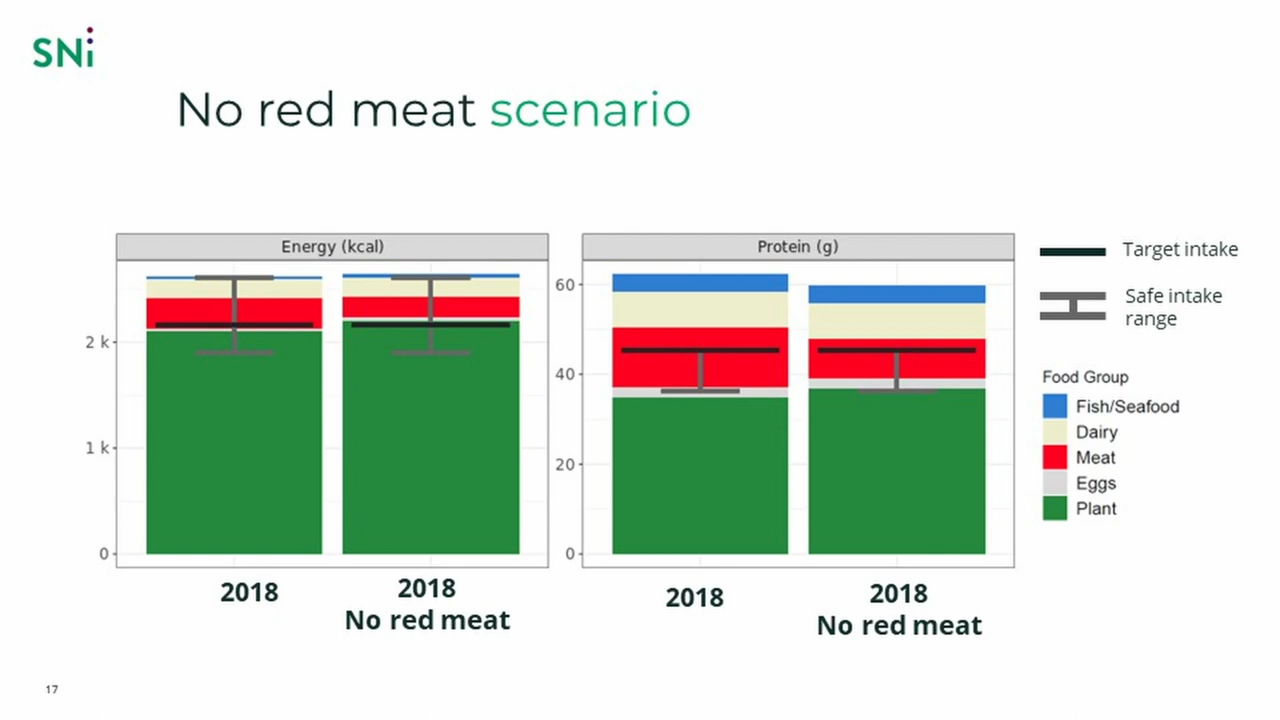 SNi
No red meat scenario
Energy (kcal)
Protein (g)
2 k
1 k
0
60
40
20
0
2018
2018
No red meat
2018
2018
No red meat
Target intake
Safe intake
range
Food Group
Fish/Seafood
Dairy
Meat
Eggs
Plant
17